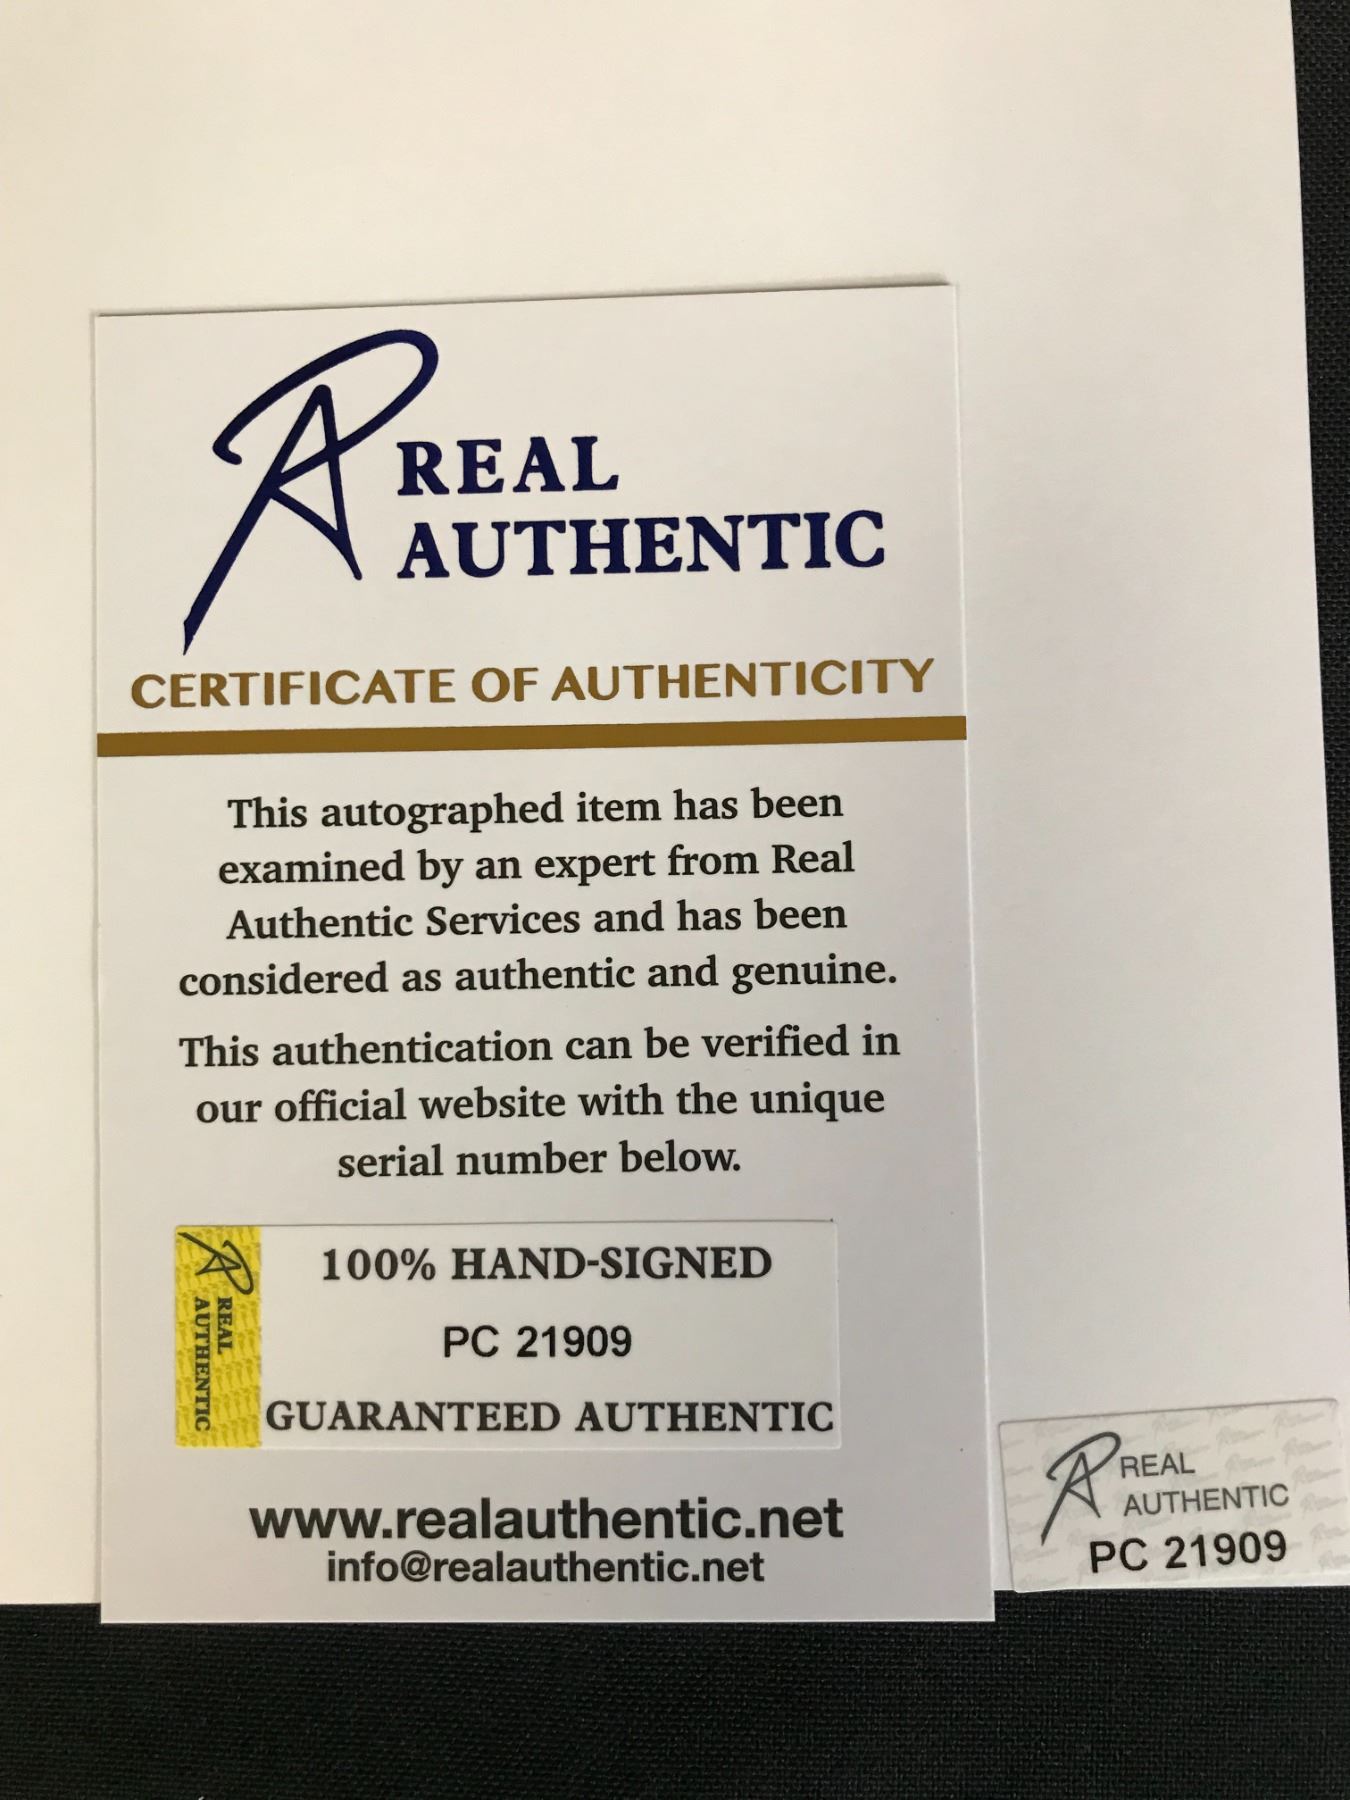 REAL
AUTHENTIC
CERTIFICATE OF AUTHENTICITY
This autographed item has been
examined by an expert from Real
Authentic Services and has been
considered as authentic and genuine.
This authentication can be verified in
our official website with the unique
serial number below.
REAL
AUTHENTIC
100% HAND-SIGNED
PC 21909
GUARANTEED AUTHENTIC
www.realauthentic.net
info@realauthentic.net
REAL
AUTHENTIC
PC 21909